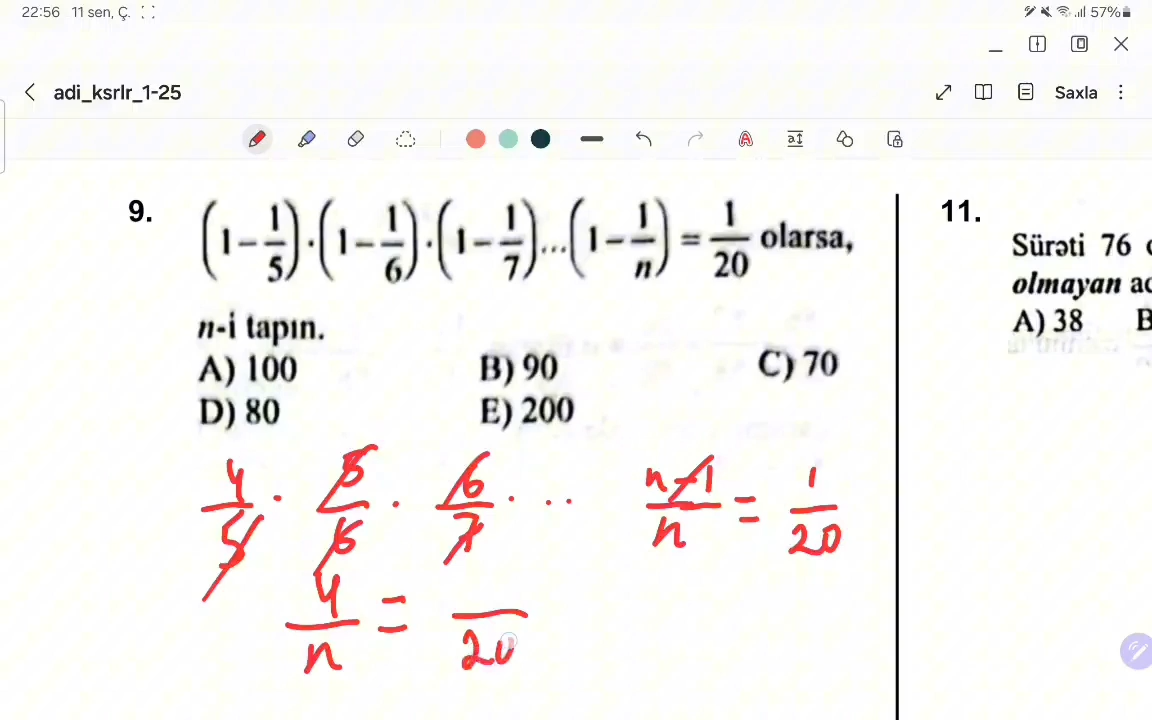 22:56 11 sen, Ç. 57%
adi_ksrlr_1-25 Saxla
9. (1 - 1/5) · (1 - 1/6) · (1 - 1/7) ... (1 - 1/n) = 1/20 olarsa,
n-i tapın.
A) 100 B) 90 C) 70
D) 80 E) 200
4/5 · 5/6 · 6/7 · ·· n-1/n = 1/20
4/n = /20
11.
Sürəti 76
olmayan
A) 38 B